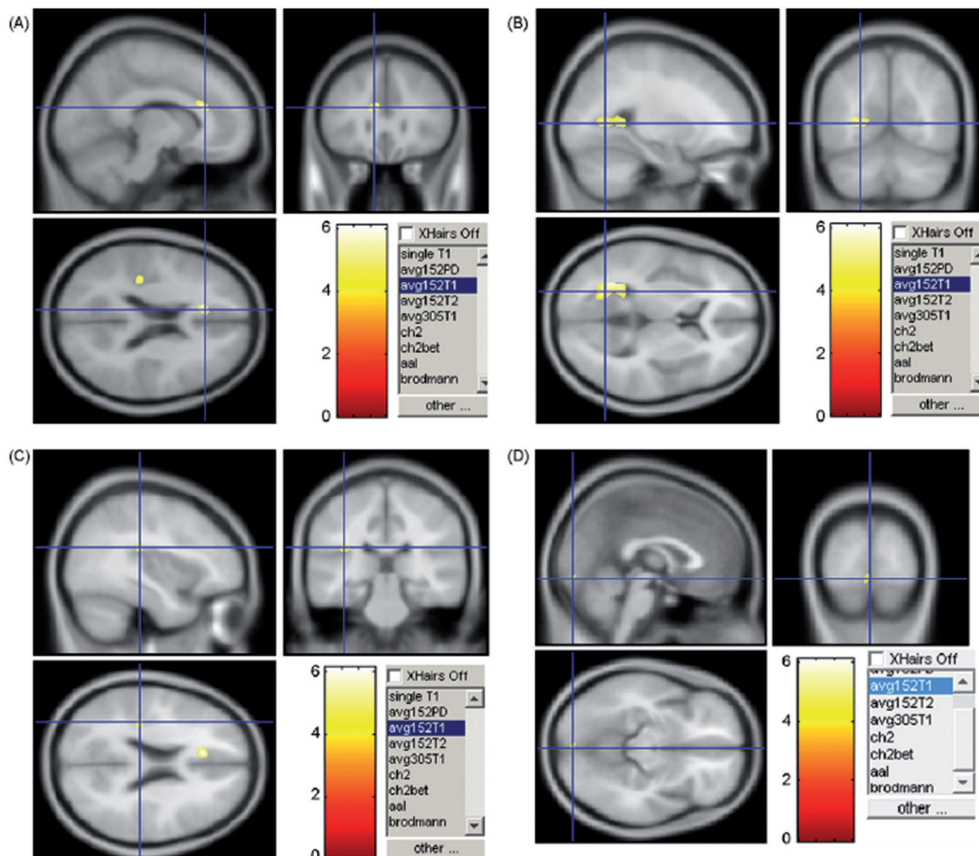 (A)
6
4
2
0
XHairs Off
single T1
avg152PD
avg152T1
avg152T2
avg305T1
ch2
ch2bet
aal
brodmann
other ...
(B)
6
4
2
0
XHairs Off
single T1
avg152PD
avg152T1
avg152T2
avg305T1
ch2
ch2bet
aal
brodmann
other ...
(C)
6
4
2
0
XHairs Off
single T1
avg152PD
avg152T1
avg152T2
avg305T1
ch2
ch2bet
aal
brodmann
other ...
(D)
6
4
2
0
XHairs Off
avg152T1
avg152T2
avg305T1
ch2
ch2bet
aal
brodmann
other ...